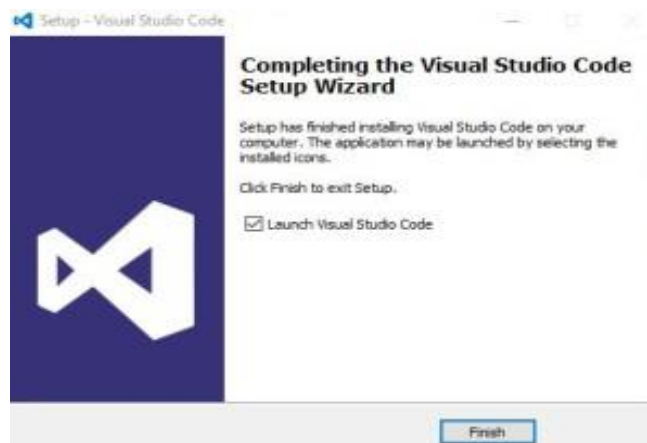 Setup - Visual Studio Code
Completing the Visual Studio Code
Setup Wizard
Setup has finished installing Visual Studio Code on your
computer. The application may be launched by selecting the
installed icons.
Click Finish to exit Setup.
Launch Visual Studio Code
Finish